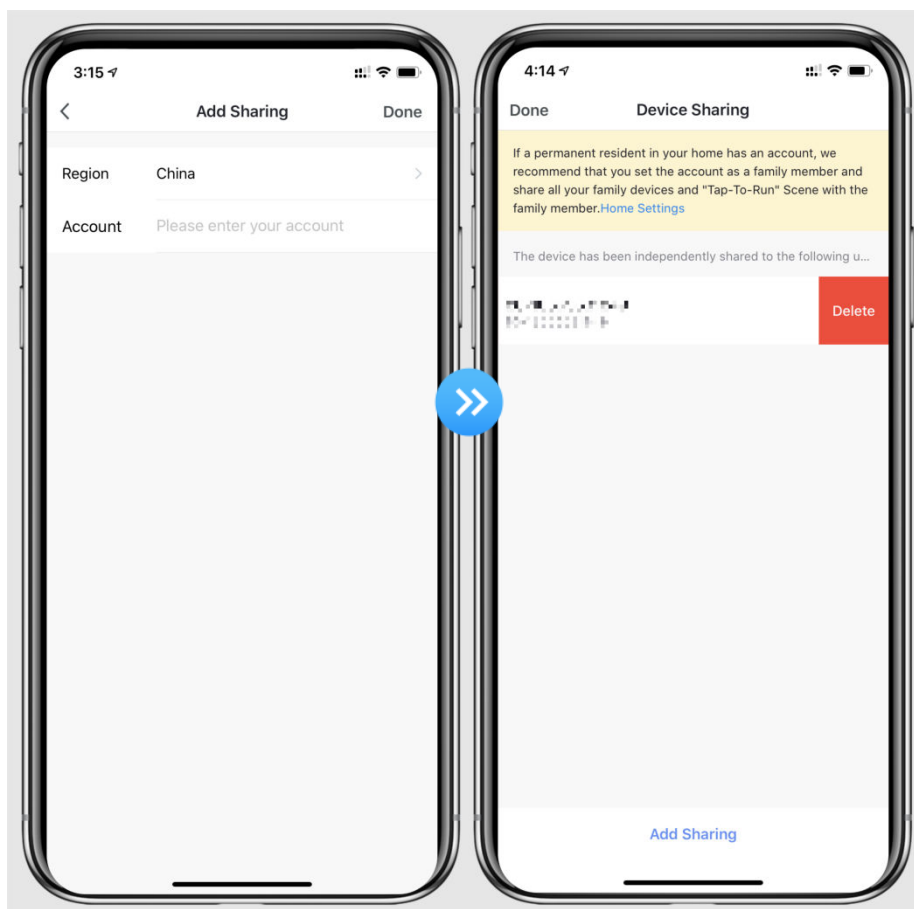 3:15
Add Sharing
Done
Region
China
Account
Please enter your account
4:14
Done
Device Sharing
If a permanent resident in your home has an account, we
recommend that you set the account as a family member and
share all your family devices and "Tap-To-Run" Scene with the
family member.Home Settings
The device has been independently shared to the following u...
Delete
Add Sharing